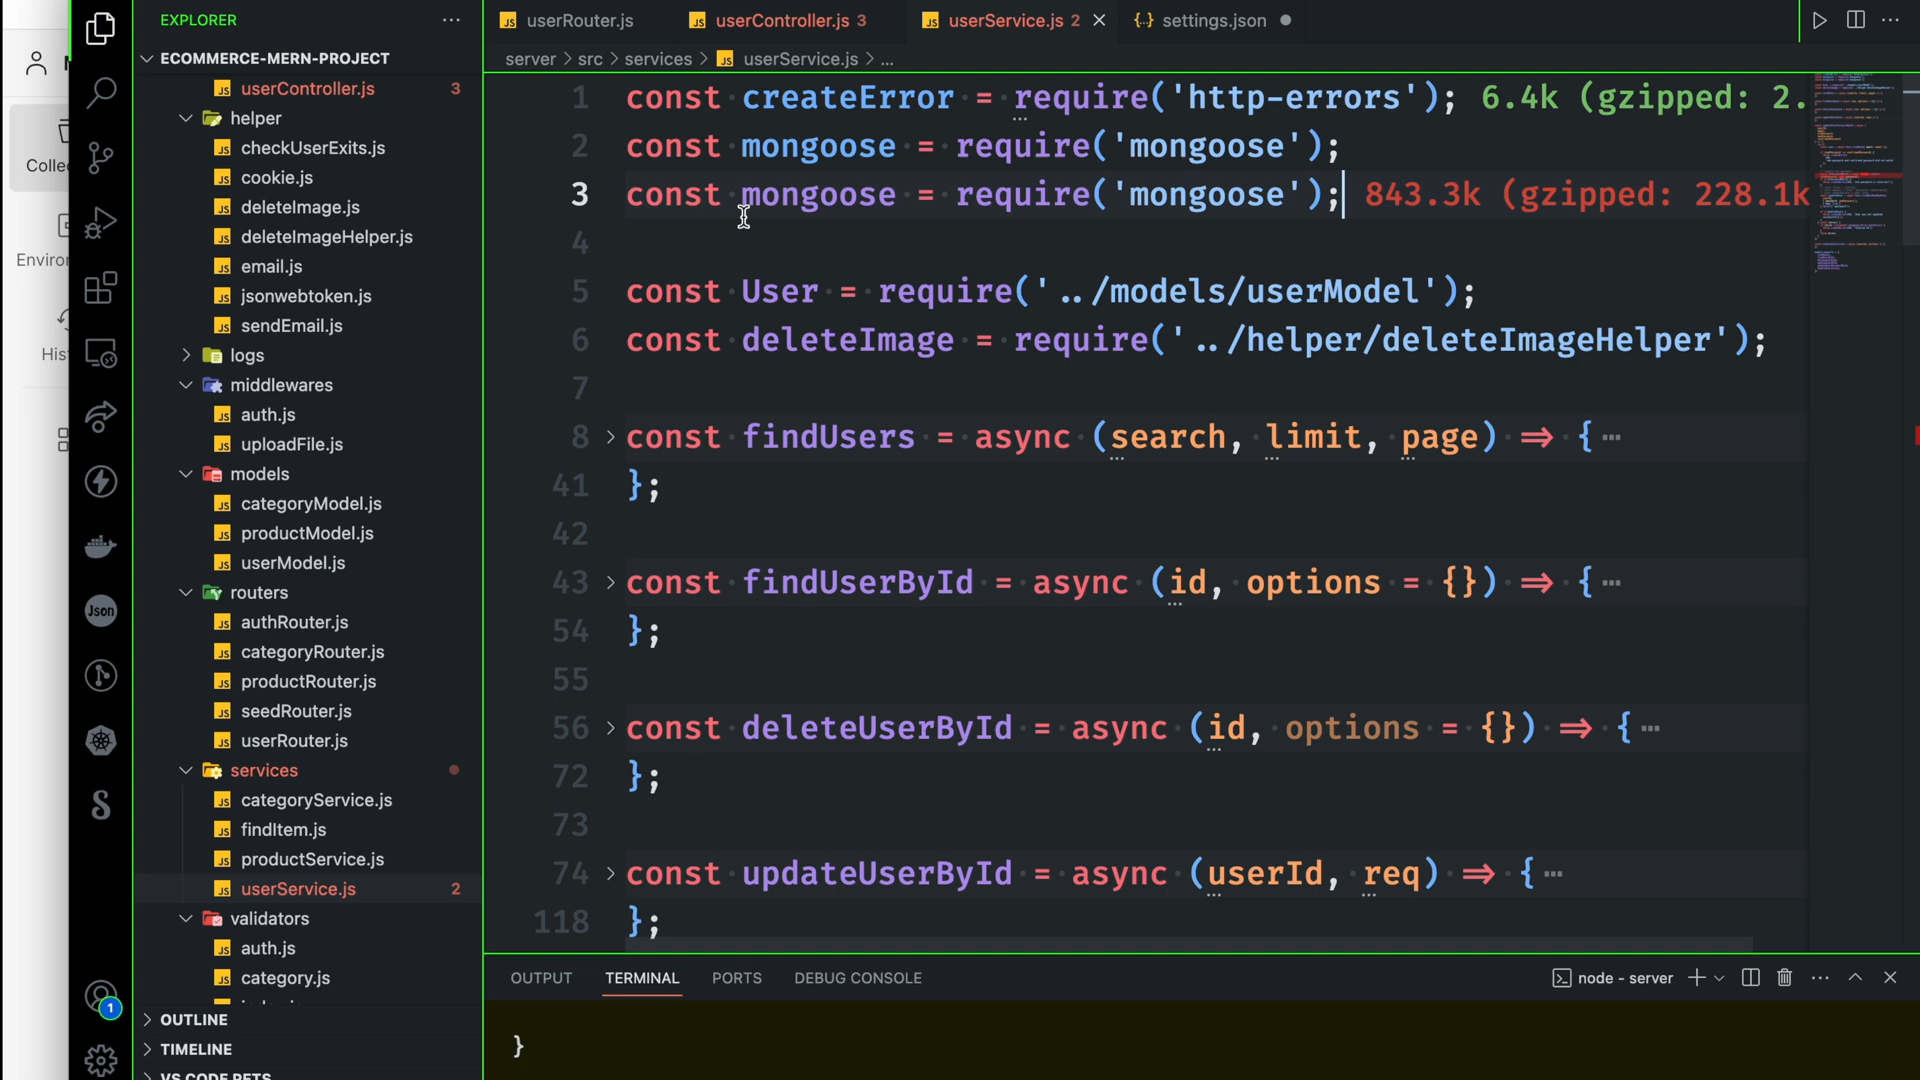 EXPLORER
ECOMMERCE-MERN-PROJECT
userController.js 3
helper
checkUserExits.js
cookie.js
deleteImage.js
deleteImageHelper.js
email.js
jsonwebtoken.js
sendEmail.js
logs
middlewares
auth.js
uploadFile.js
models
categoryModel.js
productModel.js
userModel.js
routers
authRouter.js
categoryRouter.js
productRouter.js
seedRouter.js
userRouter.js
services
categoryService.js
findItem.js
productService.js
userService.js 2
validators
auth.js
category.js
OUTLINE
TIMELINE
VS CODE PETS
Json
1
userRouter.js
userController.js 3
userService.js 2
settings.json
server > src > services > userService.js > ...
1 const createError = require('http-errors'); 6.4k (gzipped: 2.
2 const mongoose = require('mongoose');
3 const mongoose = require('mongoose'); 843.3k (gzipped: 228.1k
4
5 const User = require('../models/userModel');
6 const deleteImage = require('../helper/deleteImageHelper');
7
8 const findUsers = async (search, limit, page) => { ...
41 };
42
43 const findUserById = async (id, options = {}) => { ...
54 };
55
56 const deleteUserById = async (id, options = {}) => { ...
72 };
73
74 const updateUserById = async (userId, req) => { ...
118 };
OUTPUT
TERMINAL
PORTS
DEBUG CONSOLE
node - server
}